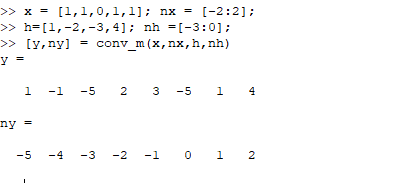 >> x = [1,1,0,1,1]; nx = [-2:2];
>> h=[1,-2,-3,4]; nh =[-3:0];
>> [y,ny] = conv_m(x,nx,h,nh)
y =
1 -1 -5 2 3 -5 1 4
ny =
-5 -4 -3 -2 -1 0 1 2